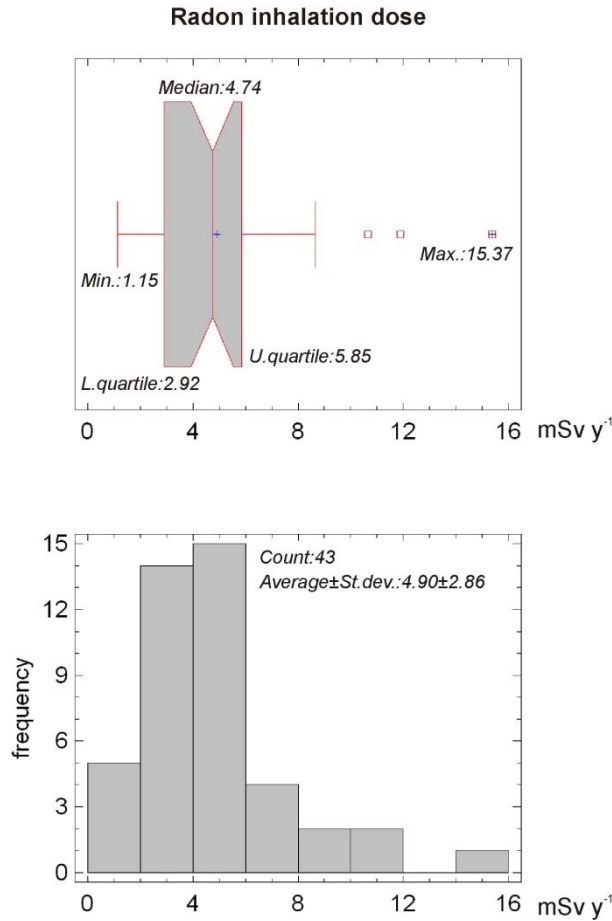 Radon inhalation dose
Median:4.74
Max.:15.37
Min.:1.15
U.quartile:5.85
L.quartile:2.92
0 4 8 12 16 mSv y⁻¹
15
Count:43
Average±St.dev.:4.90±2.86
12
9
frequency
6
3
0
0 4 8 12 16 mSv y⁻¹